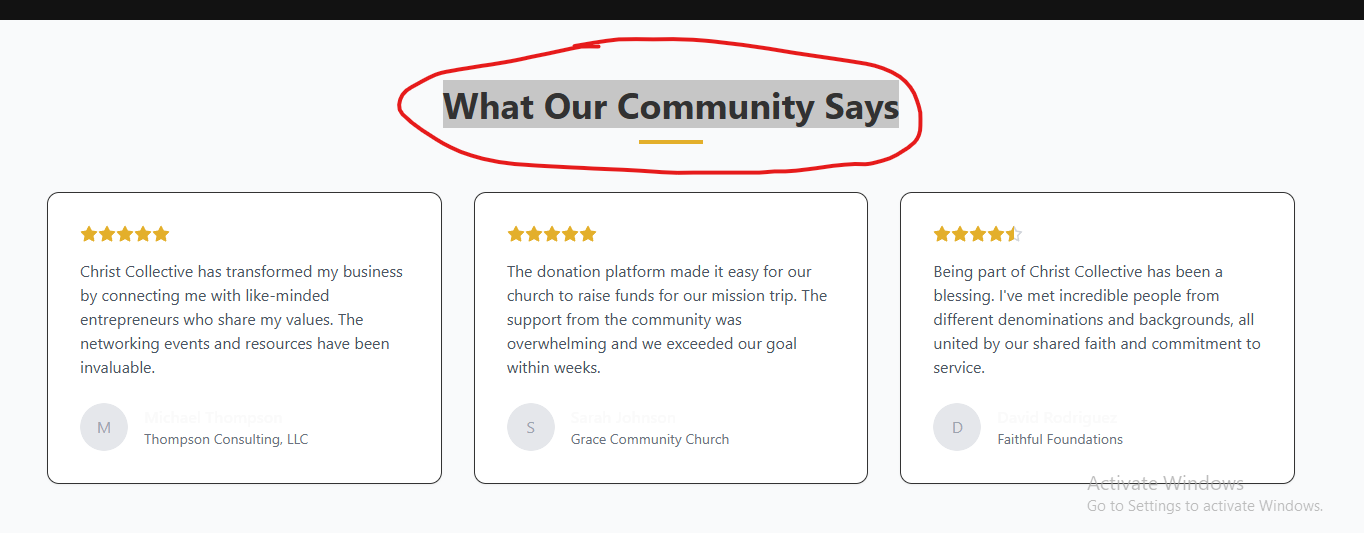 What Our Community Says
Christ Collective has transformed my business
by connecting me with like-minded
entrepreneurs who share my values. The
networking events and resources have been
invaluable.
M
Michael Thompson
Thompson Consulting, LLC
The donation platform made it easy for our
church to raise funds for our mission trip. The
support from the community was
overwhelming and we exceeded our goal
within weeks.
S
Sarah Johnson
Grace Community Church
Being part of Christ Collective has been a
blessing. I've met incredible people from
different denominations and backgrounds, all
united by our shared faith and commitment to
service.
D
David Rodriguez
Faithful Foundations
Activate Windows
Go to Settings to activate Windows.